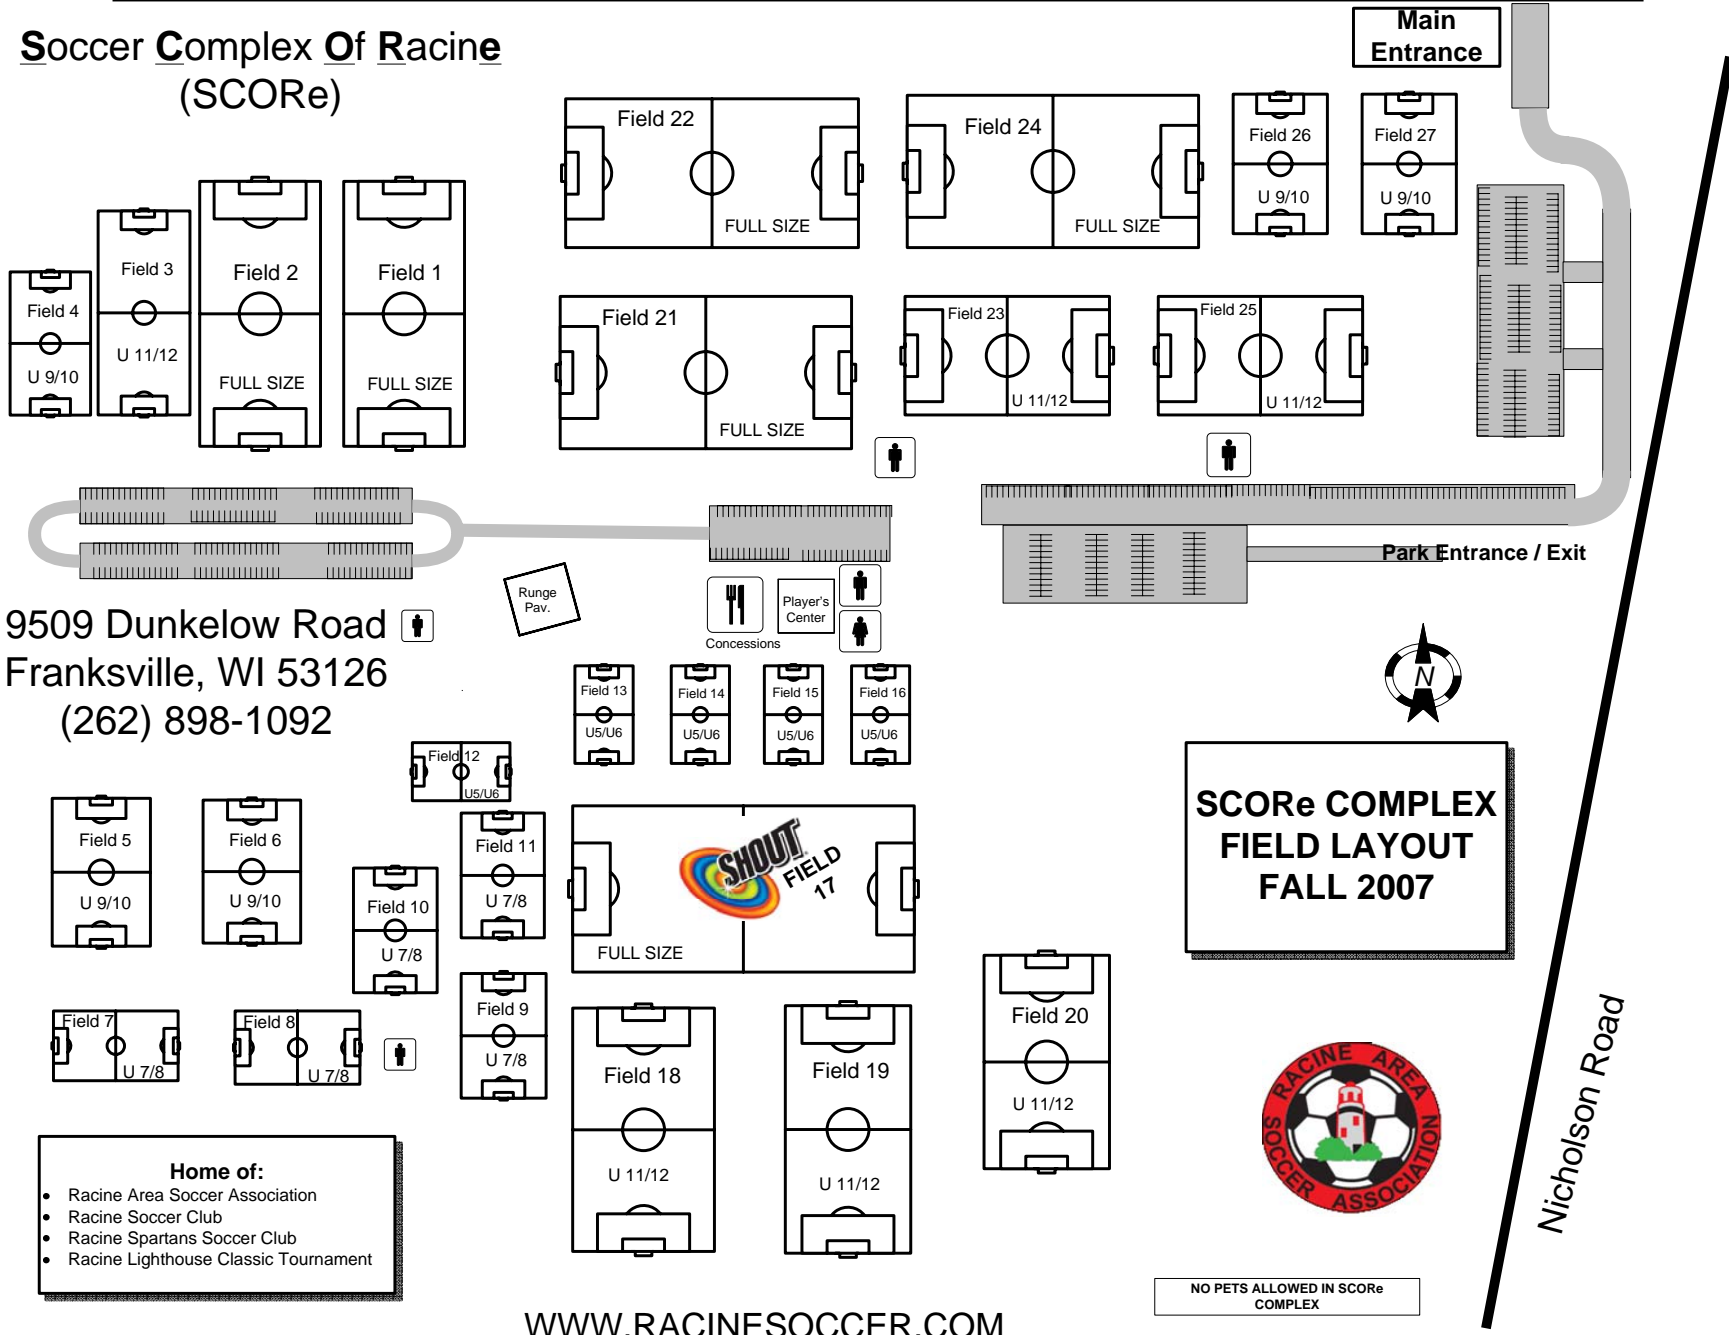 Soccer Complex Of Racine
(SCORe)
Main
Entrance
Field 22
FULL SIZE
Field 24
FULL SIZE
Field 26
U 9/10
Field 27
U 9/10
Field 4
U 9/10
Field 3
U 11/12
Field 2
FULL SIZE
Field 1
FULL SIZE
Field 21
FULL SIZE
Field 23
U 11/12
Field 25
U 11/12
Park Entrance / Exit
Runge
Pav.
Concessions
Player's
Center
9509 Dunkelow Road
Franksville, WI 53126
(262) 898-1092
N
Field 13
U5/U6
Field 14
U5/U6
Field 15
U5/U6
Field 16
U5/U6
Field 12
U5/U6
Field 5
U 9/10
Field 6
U 9/10
Field 10
U 7/8
Field 11
U 7/8
SHOUT
FIELD
17
FULL SIZE
SCORe COMPLEX
FIELD LAYOUT
FALL 2007
Field 7
U 7/8
Field 8
U 7/8
Field 9
U 7/8
Field 18
U 11/12
Field 19
U 11/12
Field 20
U 11/12
RACINE AREA
SOCCER ASSOCIATION
Nicholson Road
Home of:
• Racine Area Soccer Association
• Racine Soccer Club
• Racine Spartans Soccer Club
• Racine Lighthouse Classic Tournament
NO PETS ALLOWED IN SCORe
COMPLEX
WWW.RACINESOCCER.COM